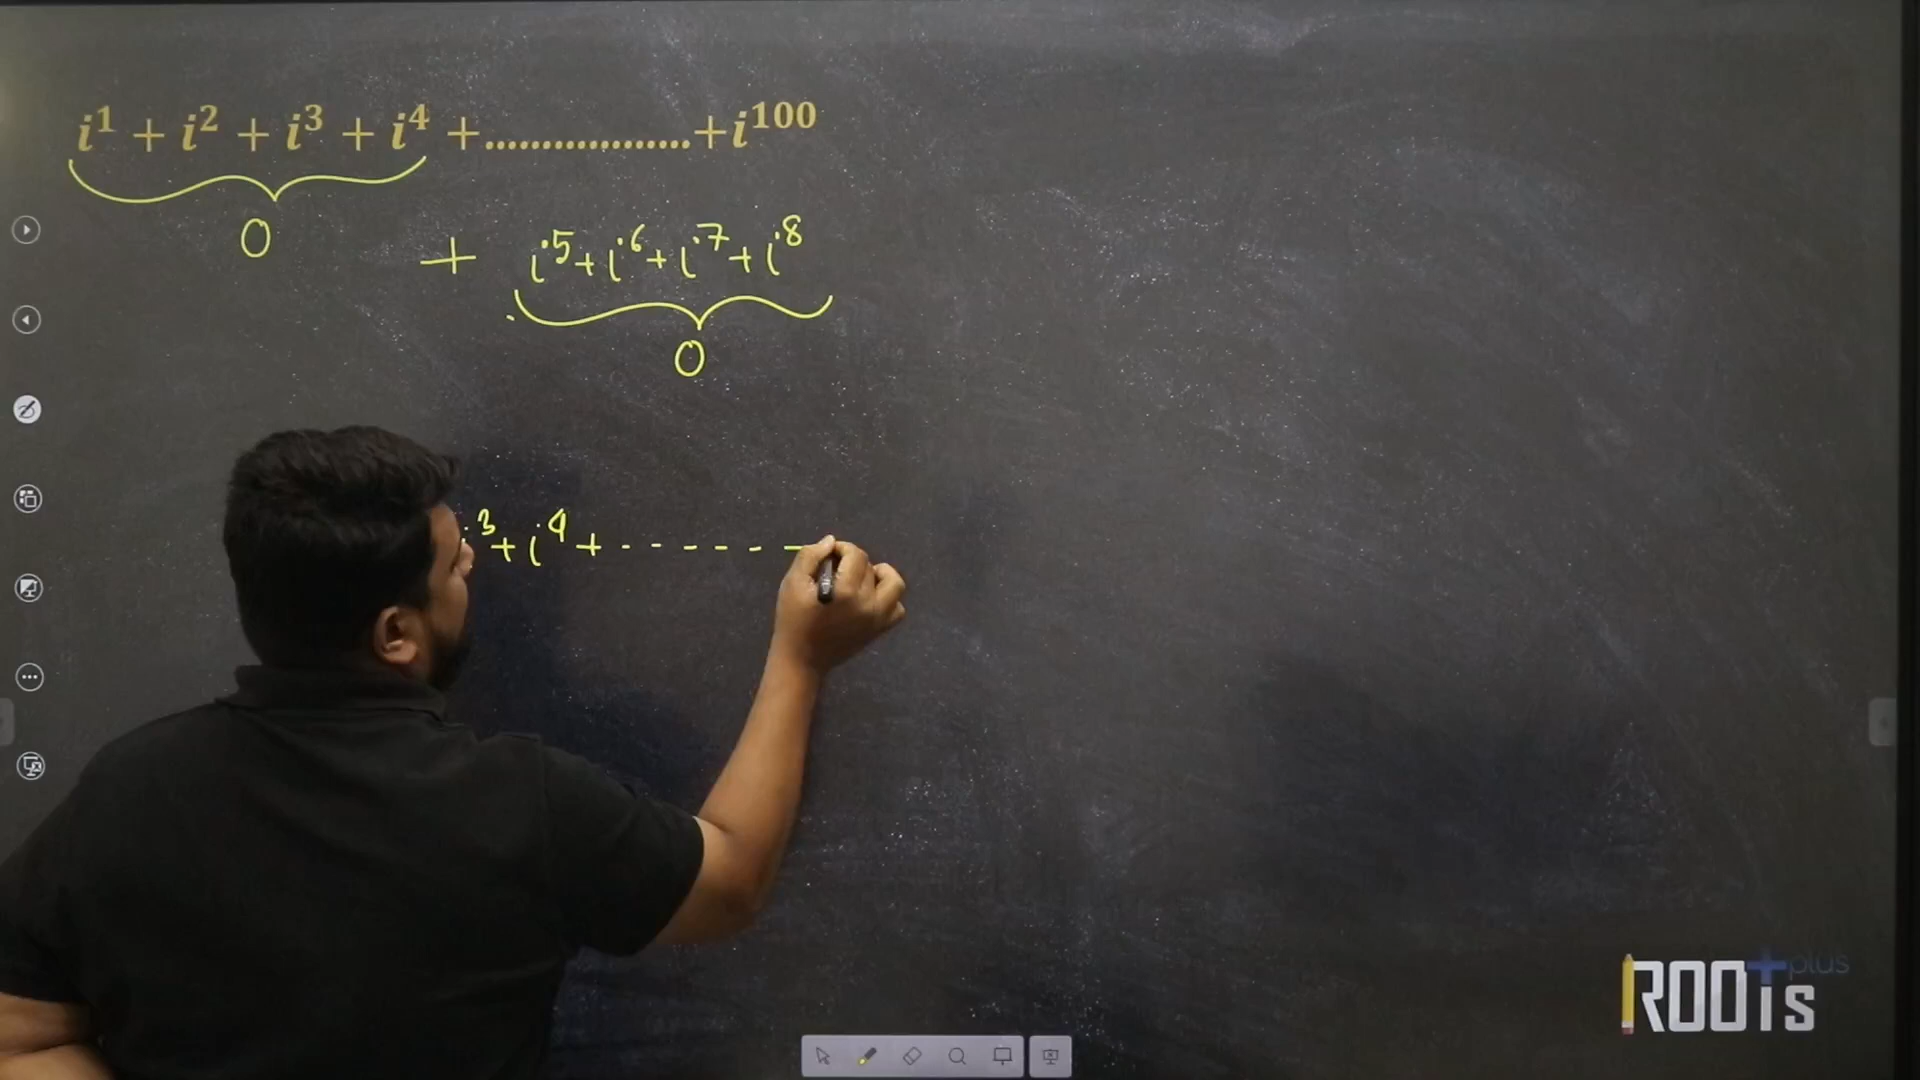 i¹ + i² + i³ + i⁴ +..................+i¹⁰⁰
0
+ i⁵+i⁶+i⁷+i⁸
0
i³+i⁴+ - - - - - -
ROOTS plus